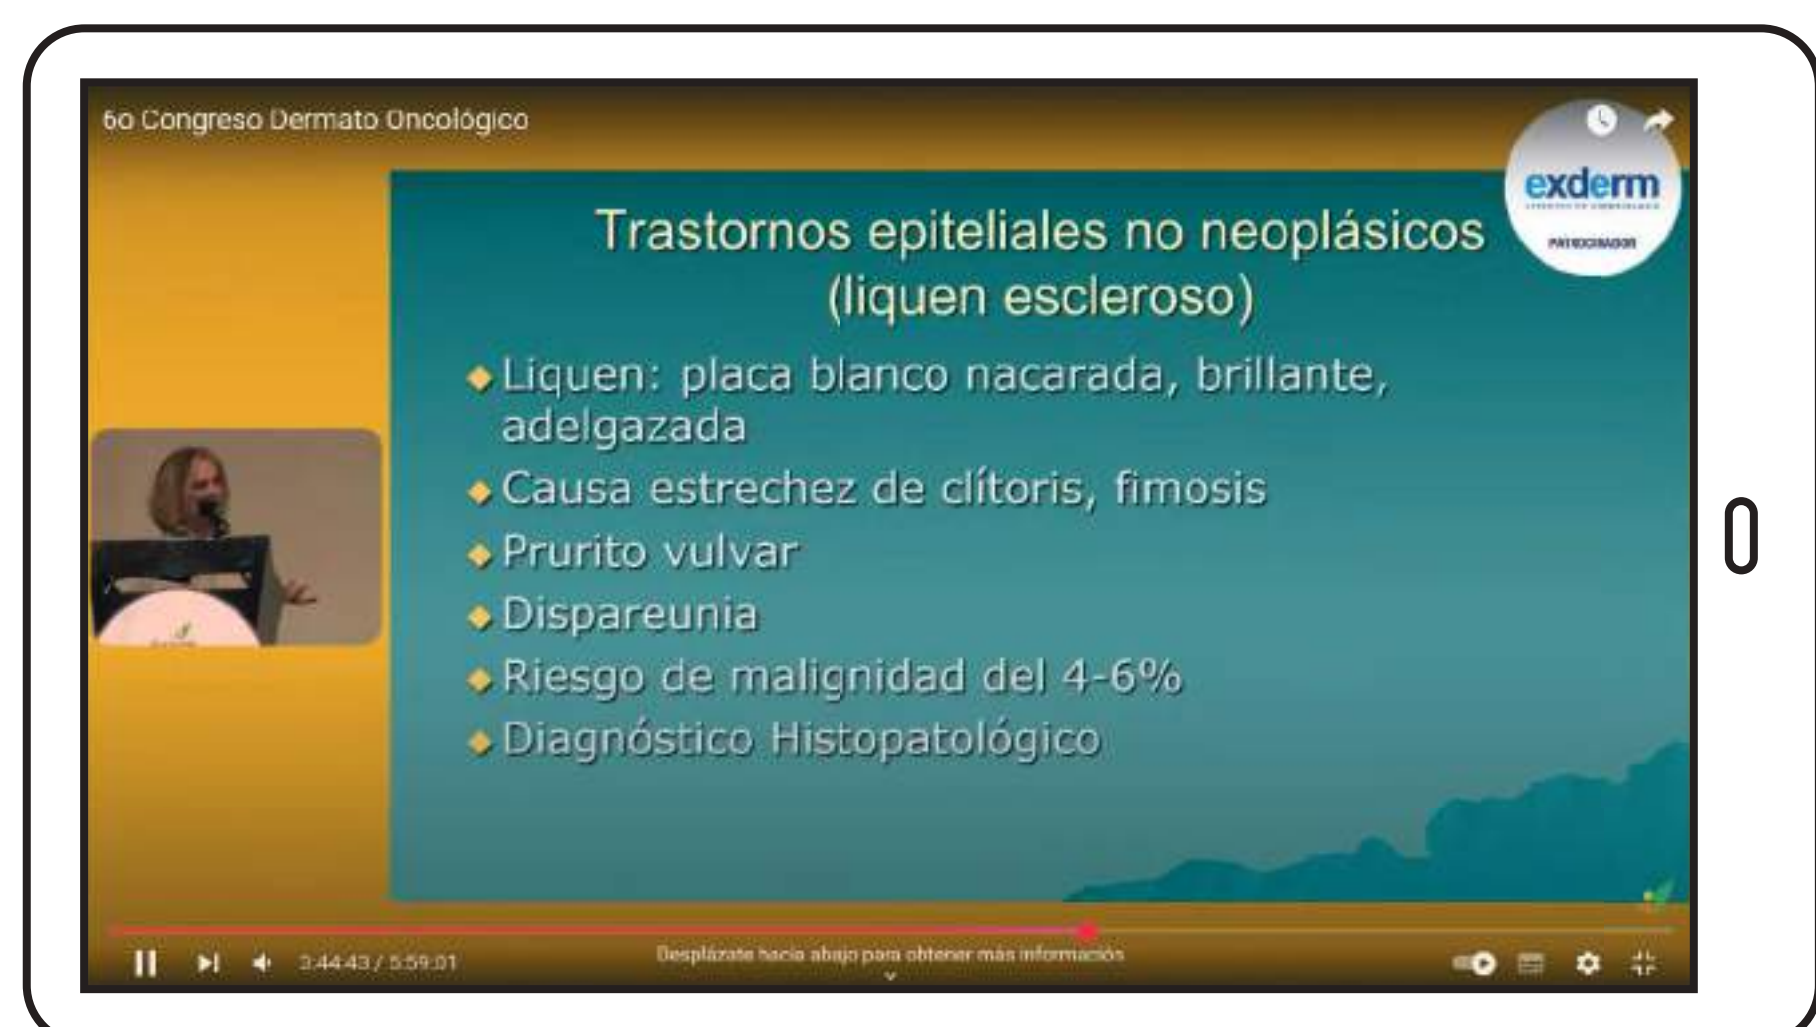 6o Congreso Dermato Oncológico
exderm
PATROCINADOR
Trastornos epiteliales no neoplásicos
(liquen escleroso)
Liquen: placa blanco nacarada, brillante,
adelgazada
Causa estrechez de clítoris, fimosis
Prurito vulvar
Dispareunia
Riesgo de malignidad del 4-6%
Diagnóstico Histopatológico
3:44:43 / 5:59:01
Desplázate hacia abajo para obtener más información